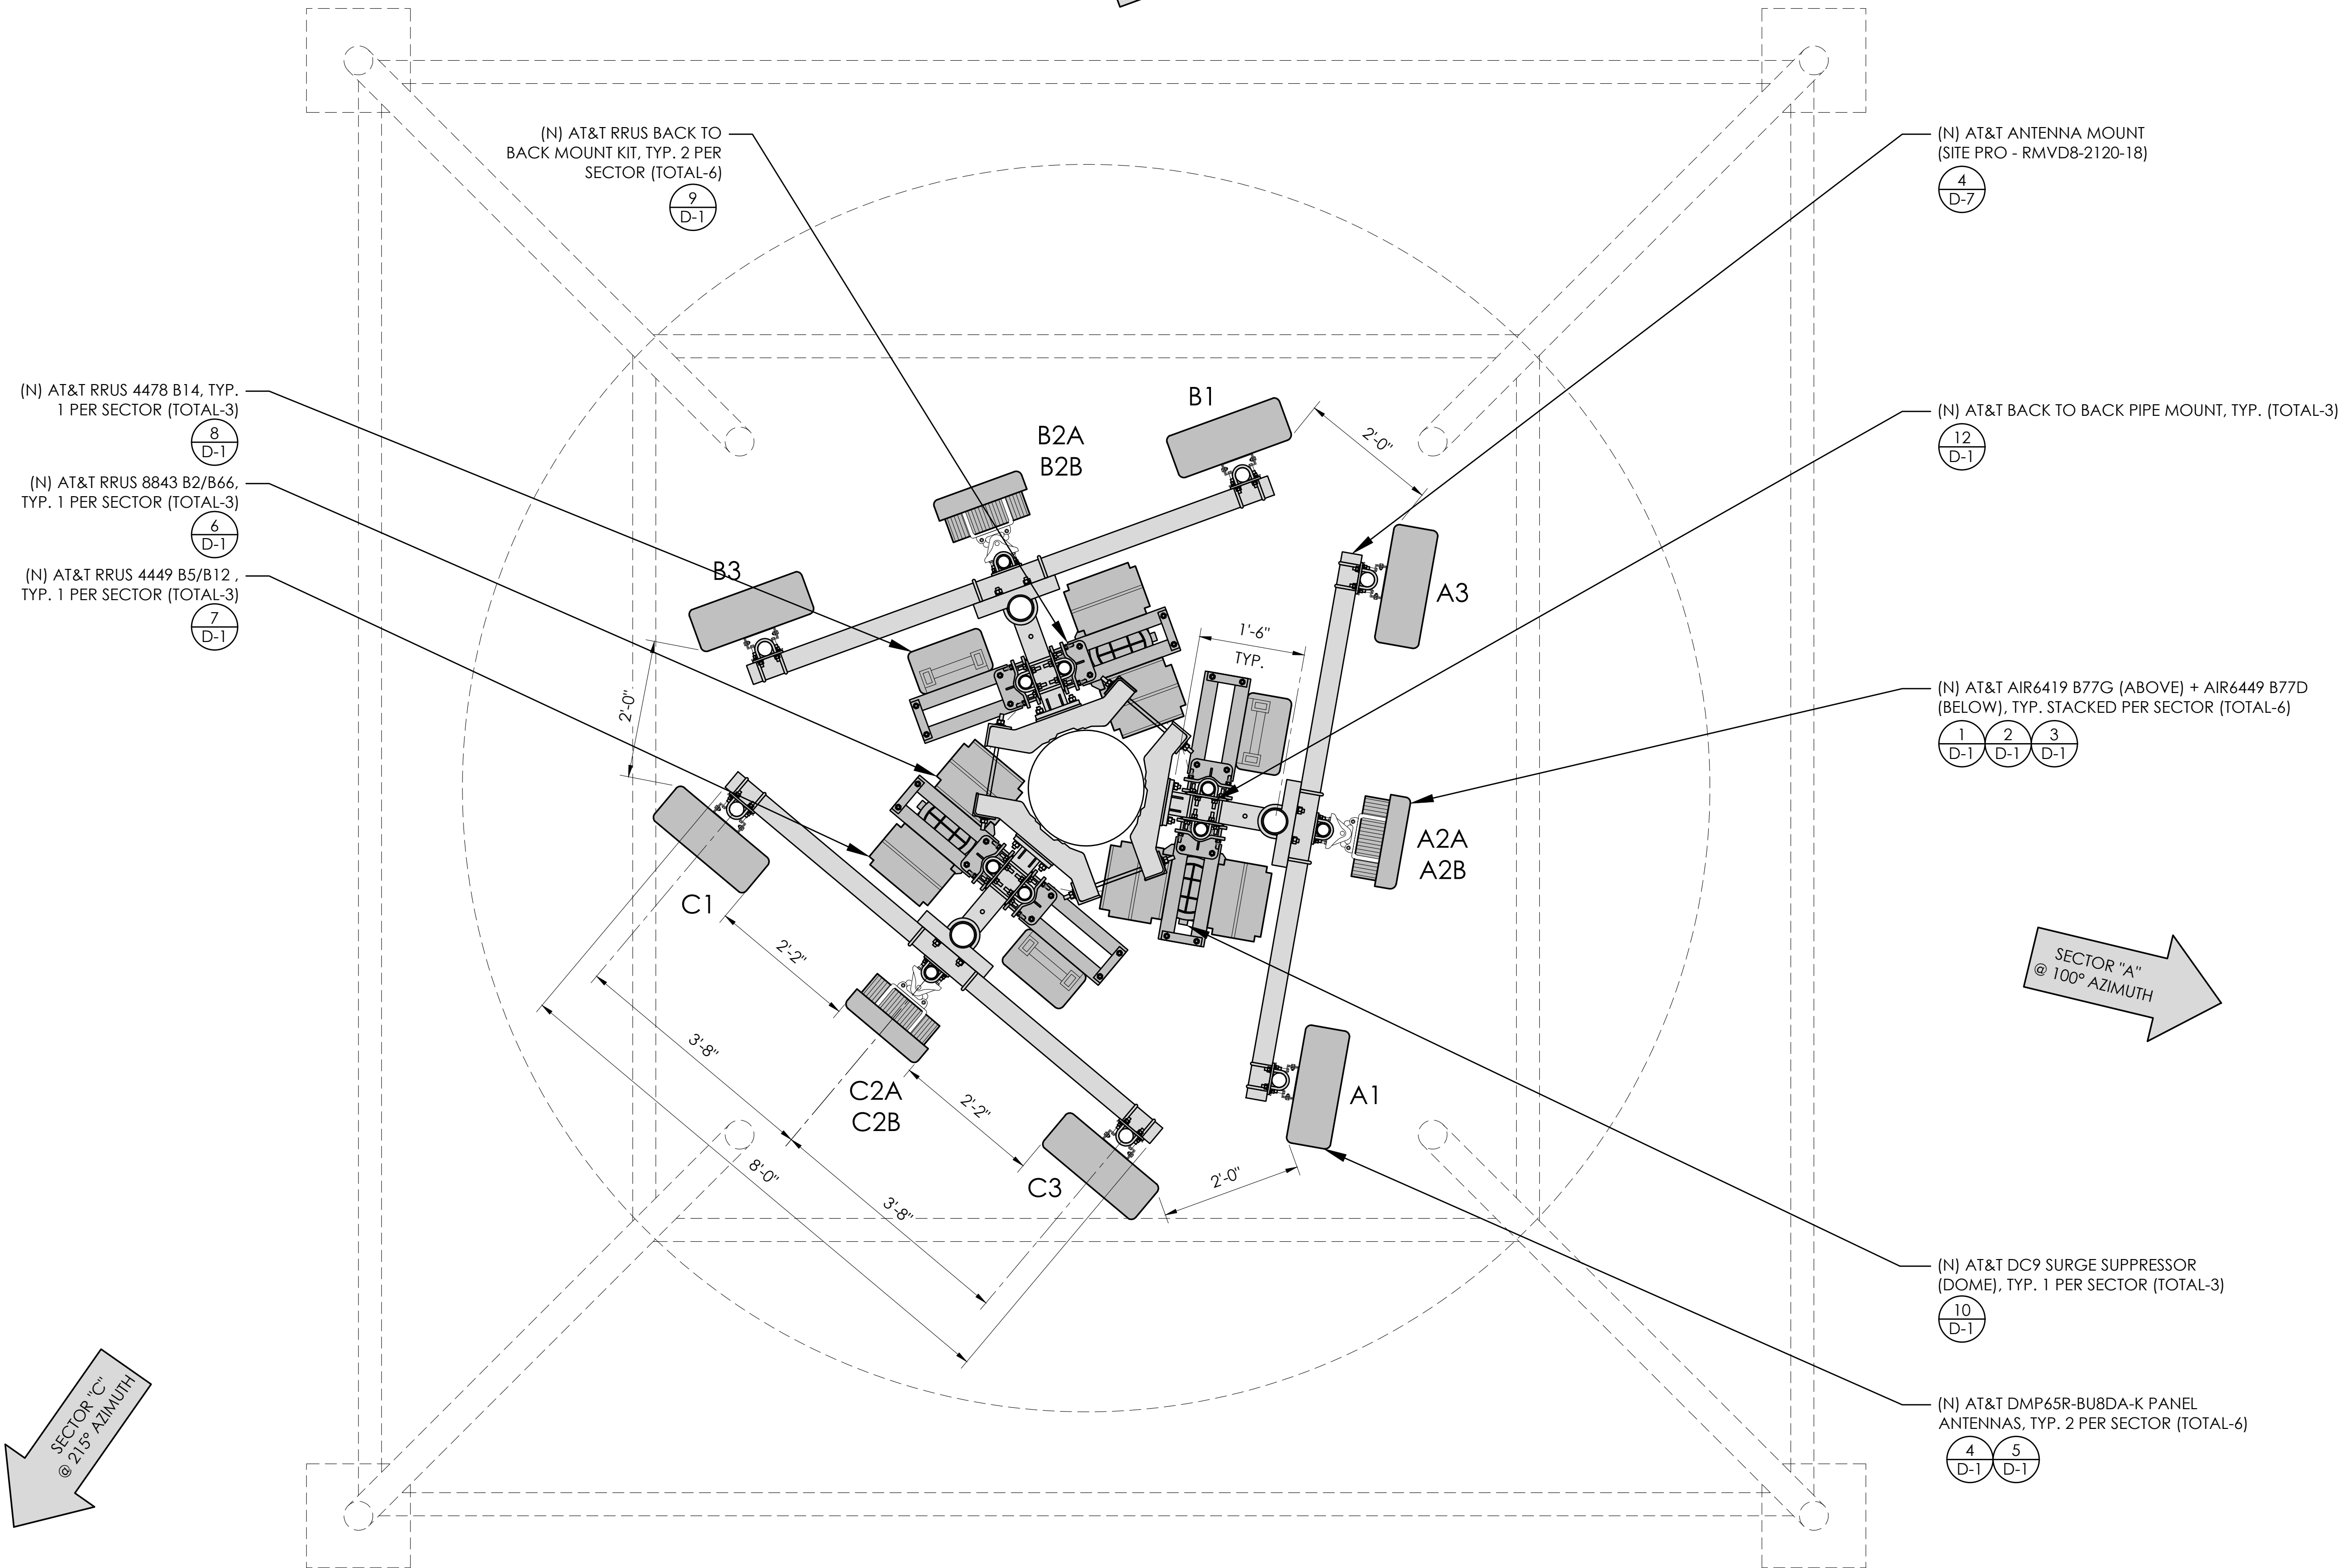 (N) AT&T RRUS BACK TO
BACK MOUNT KIT, TYP. 2 PER
SECTOR (TOTAL-6)
9
D-1
(N) AT&T ANTENNA MOUNT
(SITE PRO - RMVD8-2120-18)
4
D-7
(N) AT&T RRUS 4478 B14, TYP.
1 PER SECTOR (TOTAL-3)
8
D-1
(N) AT&T RRUS 8843 B2/B66,
TYP. 1 PER SECTOR (TOTAL-3)
6
D-1
(N) AT&T RRUS 4449 B5/B12 ,
TYP. 1 PER SECTOR (TOTAL-3)
7
D-1
(N) AT&T BACK TO BACK PIPE MOUNT, TYP. (TOTAL-3)
12
D-1
B1
B2A
B2B
B3
2'-0"
A3
1'-6"
TYP.
2'-0"
(N) AT&T AIR6419 B77G (ABOVE) + AIR6449 B77D
(BELOW), TYP. STACKED PER SECTOR (TOTAL-6)
1
D-1
2
D-1
3
D-1
A2A
A2B
C1
2'-2"
3'-8"
C2A
C2B
2'-2"
A1
8'-0"
C3
2'-0"
3'-8"
SECTOR "A"
@ 100° AZIMUTH
(N) AT&T DC9 SURGE SUPPRESSOR
(DOME), TYP. 1 PER SECTOR (TOTAL-3)
10
D-1
(N) AT&T DMP65R-BU8DA-K PANEL
ANTENNAS, TYP. 2 PER SECTOR (TOTAL-6)
4
D-1
5
D-1
SECTOR "C"
@ 215° AZIMUTH